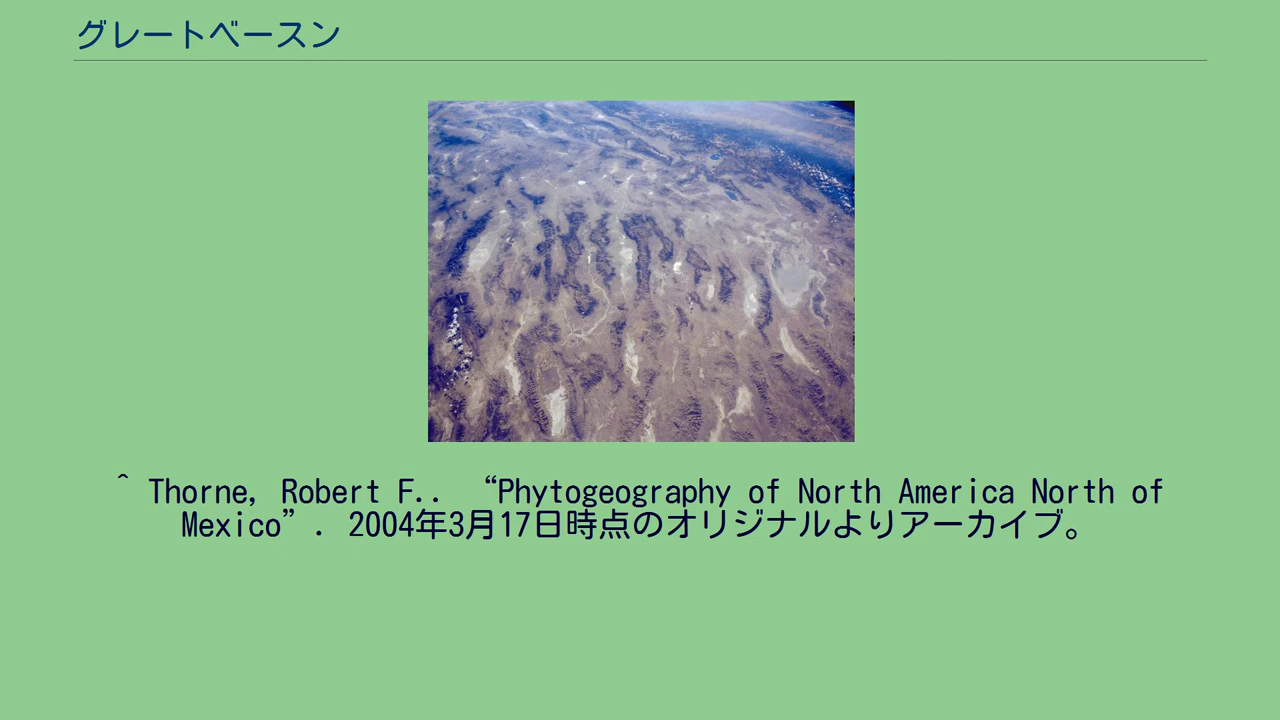 グレートベースン
^ Thorne, Robert F.. “Phytogeography of North America North of
Mexico”. 2004年3月17日時点のオリジナルよりアーカイブ。